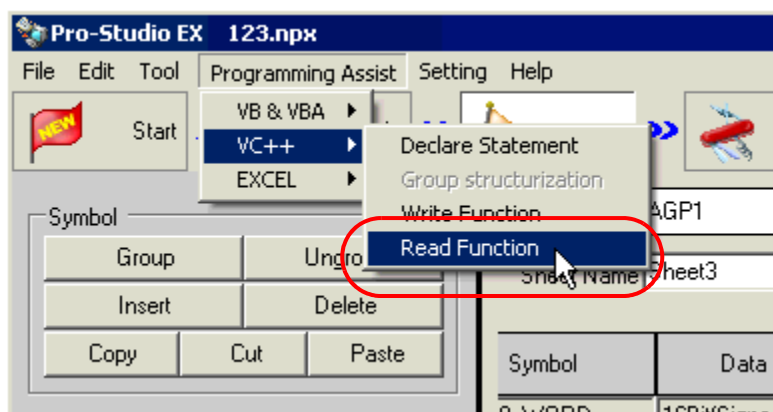 Pro-Studio EX 123.npx
File Edit Tool Programming Assist Setting Help
NEW
Start
VB & VBA
VC++
EXCEL
Declare Statement
Group structurization
Write Function
Read Function
AGP1
Sheet Name Sheet3
Symbol
Group
Insert Delete
Copy Cut Paste
Symbol Data